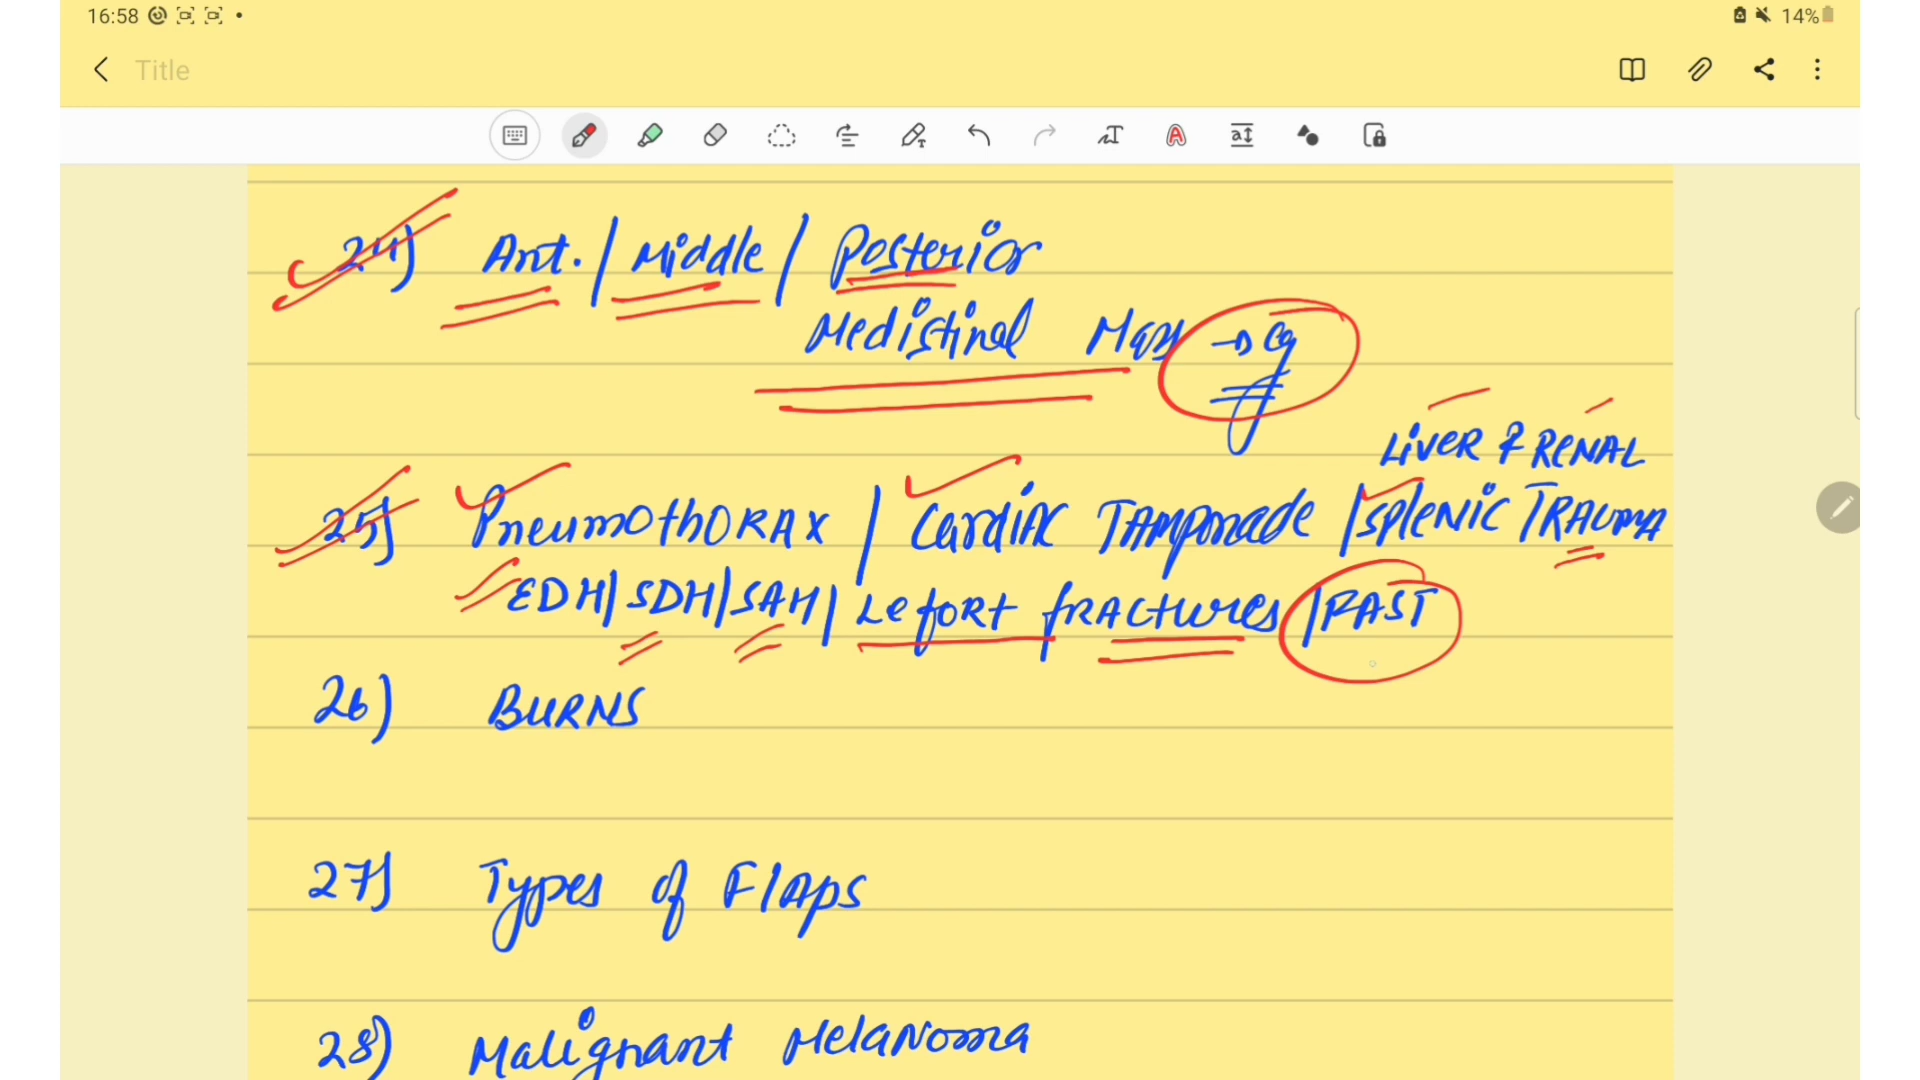 16:58
14%
Title
24) Ant. / Middle / Posterior
Medistinal Mass → Cq
LIVER & RENAL
25) PneumothORAX / Cardiac TAMPonade / SPlenic TRAUMA
EDH/ SDH/ SAH/ Lefort fRACtures / FAST
26) BURNS
27) Types of FlAps
28) Malignant Melanoma